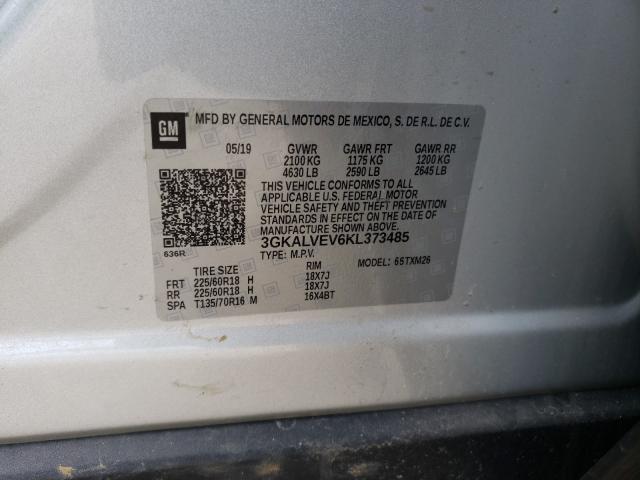 GM
MFD BY GENERAL MOTORS DE MEXICO, S. DE R.L. DE C.V.
05/19 GVWR GAWR FRT GAWR RR
2100 KG 1175 KG 1200 KG
4630 LB 2590 LB 2645 LB
THIS VEHICLE CONFORMS TO ALL
APPLICABLE U.S. FEDERAL MOTOR
VEHICLE SAFETY AND THEFT PREVENTION
STANDARDS IN EFFECT ON THE DATE OF
MANUFACTURE SHOWN ABOVE.
3GKALVEV6KL373485
636R
TYPE: M.P.V. MODEL: 6STXM26
TIRE SIZE RIM
FRT 225/60R18 H 18X7J
RR 225/60R18 H 18X7J
SPA T135/70R16 M 16X4BT